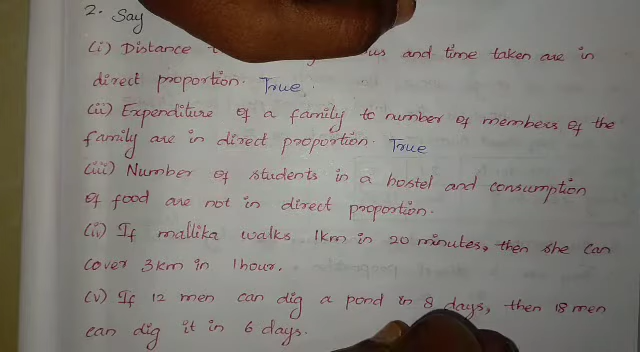 2. Say
(i) Distance and time taken are in
direct proportion. True.
(ii) Expenditure of a family to number of members of the
family are in direct proportion. True
(iii) Number of students in a hostel and consumption
of food are not in direct proportion.
(iv) If mallika walks 1km in 20 minutes, then she can
cover 3km in 1hour.
(v) If 12 men can dig a pond in 8 days, then 18 men
can dig it in 6 days.